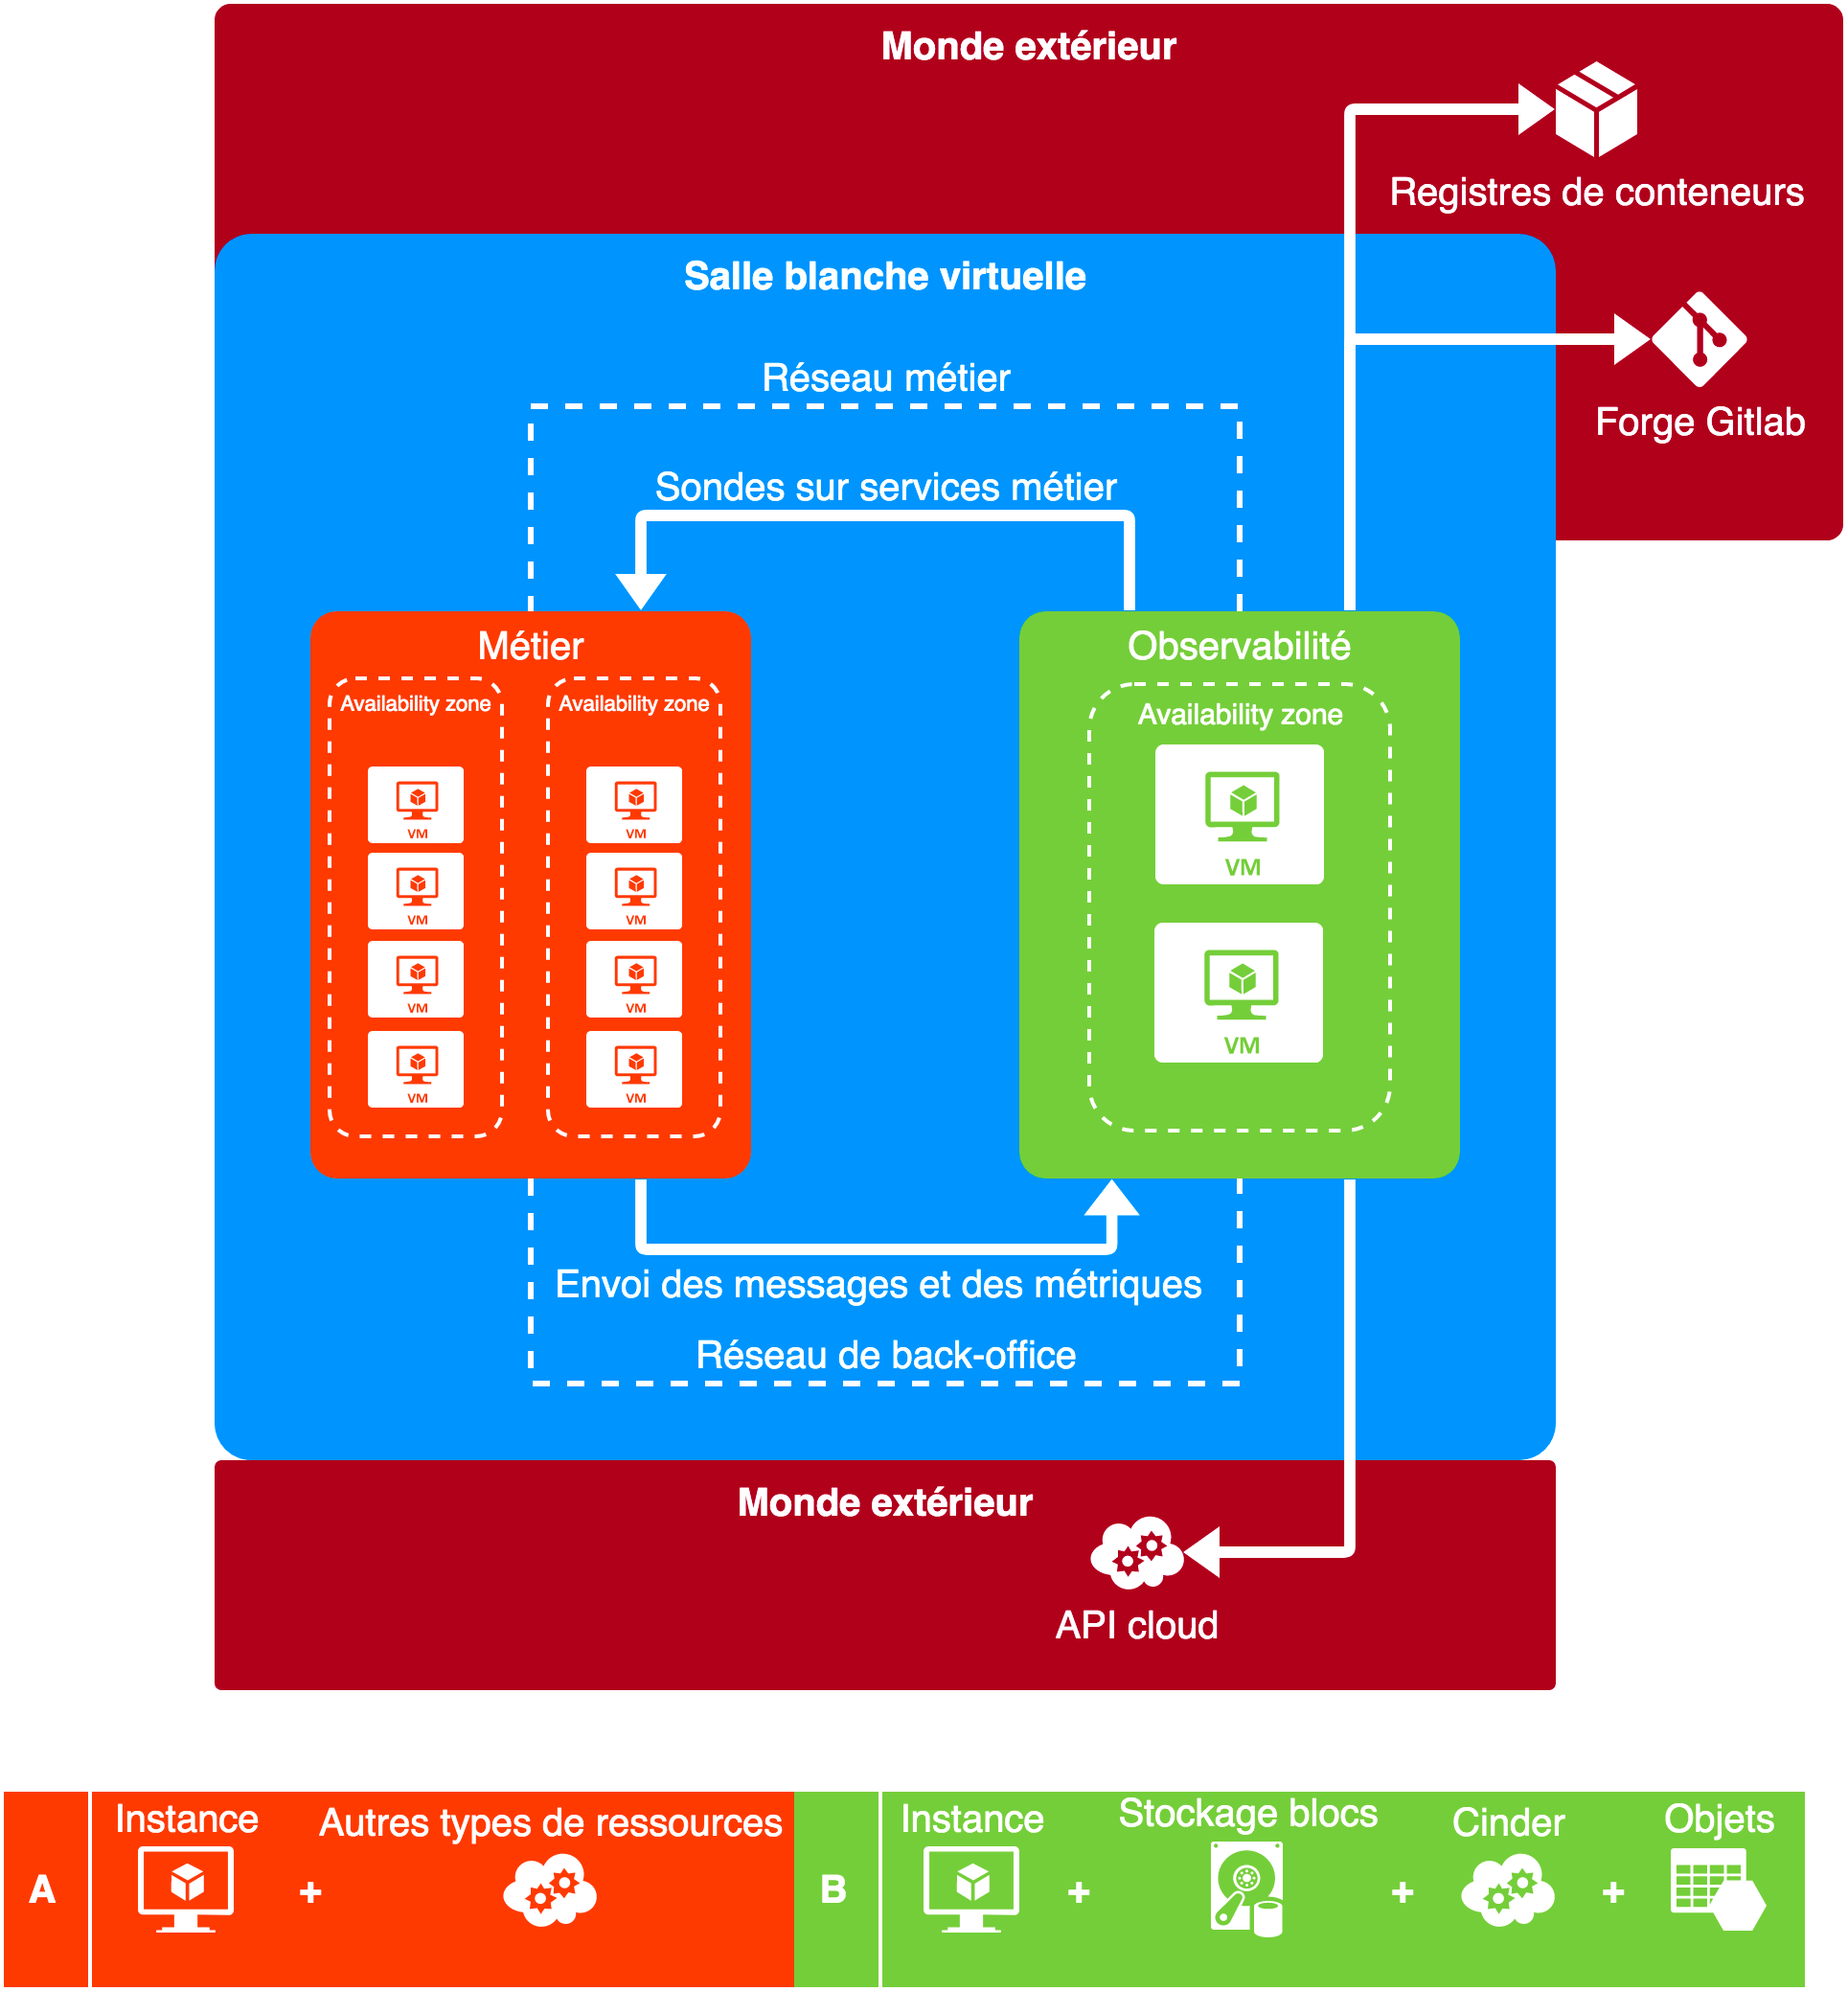 Monde extérieur
Registres de conteneurs
Salle blanche virtuelle
Réseau métier
Forge Gitlab
Sondes sur services métier
Métier
Observabilité
Availability zone
Availability zone
Availability zone
VM
VM
VM
VM
VM
VM
VM
VM
VM
VM
Envoi des messages et des métriques
Réseau de back-office
Monde extérieur
API cloud
A
Instance
+
Autres types de ressources
B
Instance
+
Stockage blocs
+
Cinder
+
Objets